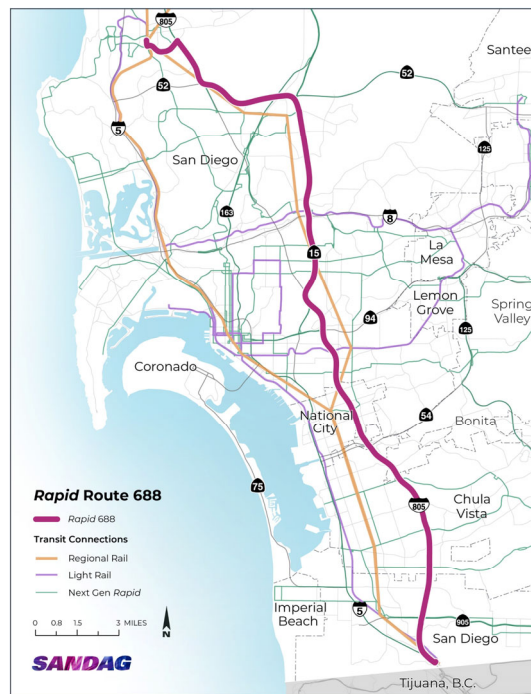 805
Santee
52
52
5
125
San Diego
163
8
La
Mesa
15
Lemon
Grove
Spring
Valley
94
125
Coronado
National
City
54
Bonita
75
Rapid Route 688
Rapid 688
Transit Connections
Regional Rail
Light Rail
Next Gen Rapid
0 0.8 1.5 3 MILES
N
SANDAG
805
Chula
Vista
Imperial
Beach
5
905
San Diego
Tijuana, B.C.